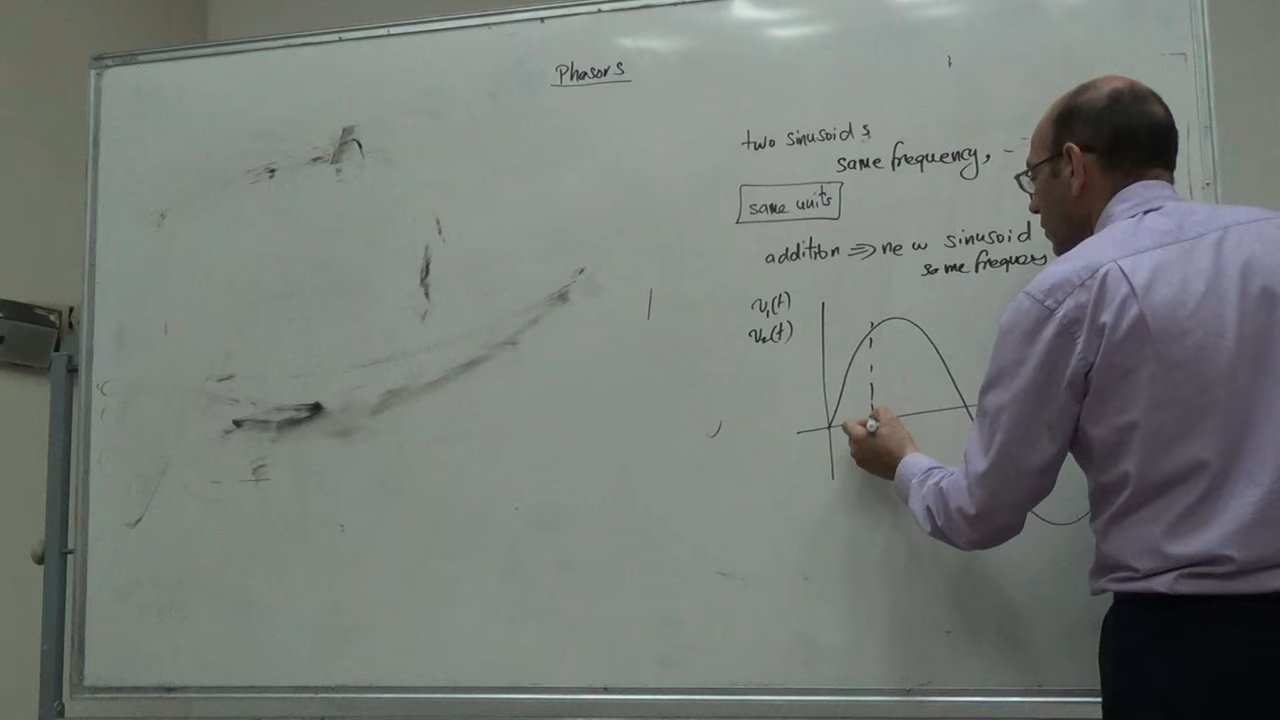 Phasors
two sinusoids
same frequency, -
same units
addition ⇒ new sinusoid
same frequency
v₁(t)
v₂(t)